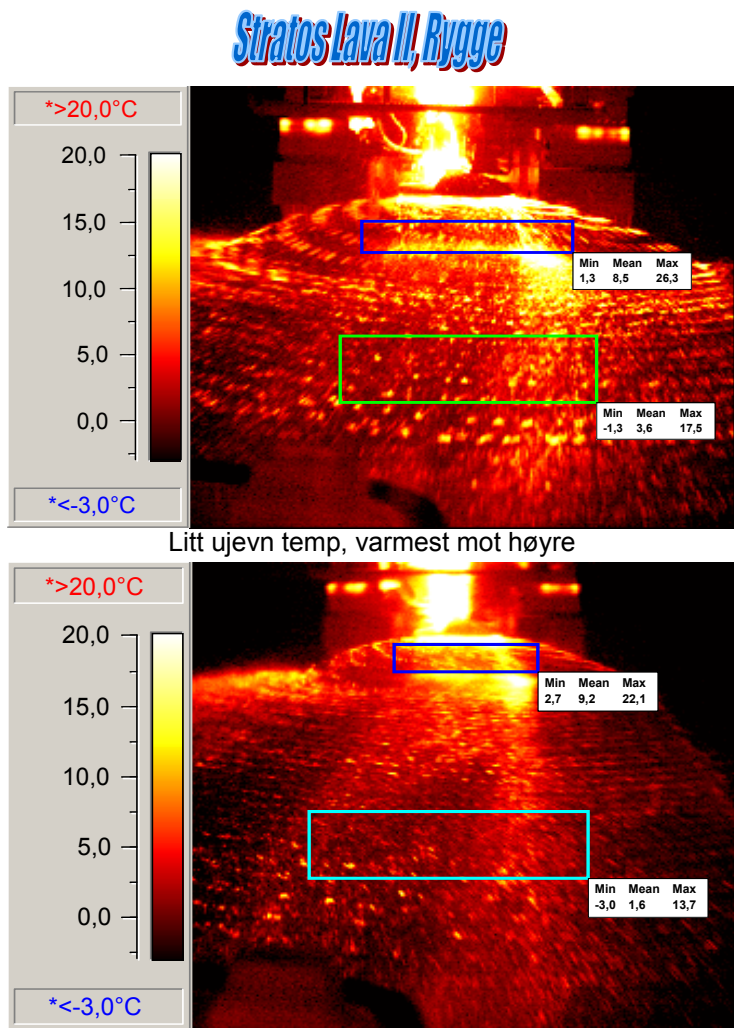 Stratos Lava II, Rygge
*>20,0°C
20,0
15,0
10,0
5,0
0,0
*<-3,0°C
Min Mean Max
1,3 8,5 26,3
Min Mean Max
-1,3 3,6 17,5
Litt ujevn temp, varmest mot høyre
*>20,0°C
20,0
15,0
10,0
5,0
0,0
*<-3,0°C
Min Mean Max
2,7 9,2 22,1
Min Mean Max
-3,0 1,6 13,7